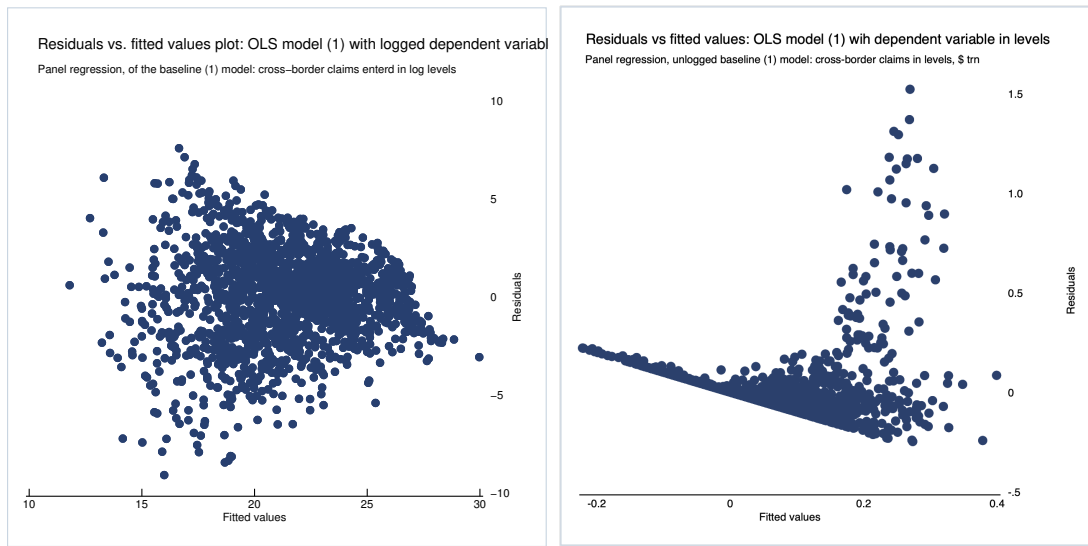 Residuals vs. fitted values plot: OLS model (1) with logged dependent variabl
Panel regression, of the baseline (1) model: cross−border claims enterd in log levels
10
5
0
−5
−10
Residuals
10 15 20 25 30
Fitted values
Residuals vs fitted values: OLS model (1) wih dependent variable in levels
Panel regression, unlogged baseline (1) model: cross-border claims in levels, $ trn
1.5
1.0
0.5
0
-.5
Residuals
-0.2 0 0.2 0.4
Fitted values